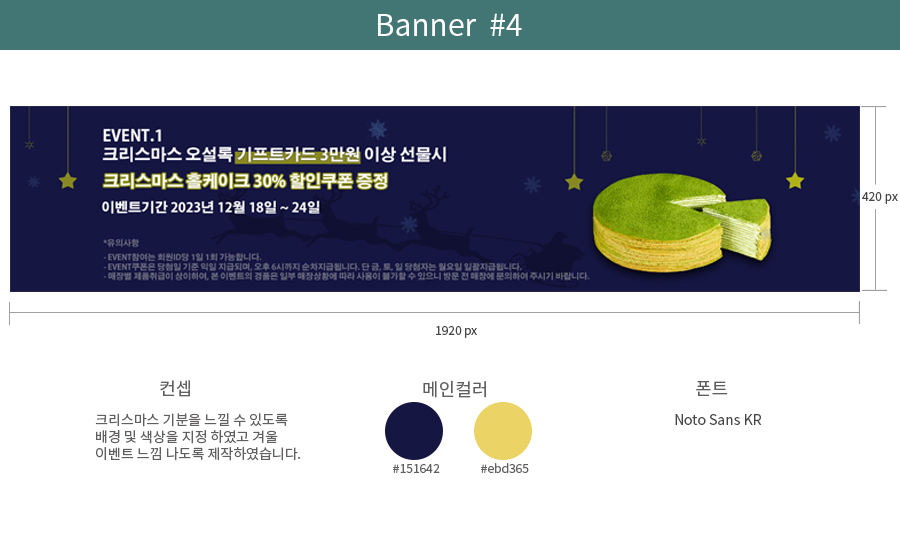 Banner #4
EVENT.1
크리스마스 오설록 기프트카드 3만원 이상 선물시
크리스마스 홀케이크 30% 할인쿠폰 증정
이벤트기간 2023년 12월 18일 ~ 24일
*유의사항
- EVENT참여는 회원ID당 1일 1회 가능합니다.
- EVENT쿠폰은 당첨일 기준 익일 지급되며, 오후 6시까지 순차지급됩니다. 단 금, 토, 일 당첨자는 월요일 일괄지급됩니다.
- 매장별 제품취급이 상이하여, 본 이벤트의 경품은 일부 매장상황에 따라 사용이 불가할 수 있으니 방문 전 매장에 문의하여 주시기 바랍니다.
420 px
1920 px
컨셉
크리스마스 기분을 느낄 수 있도록
배경 및 색상을 지정 하였고 겨울
이벤트 느낌 나도록 제작하였습니다.
메인컬러
#151642
#ebd365
폰트
Noto Sans KR